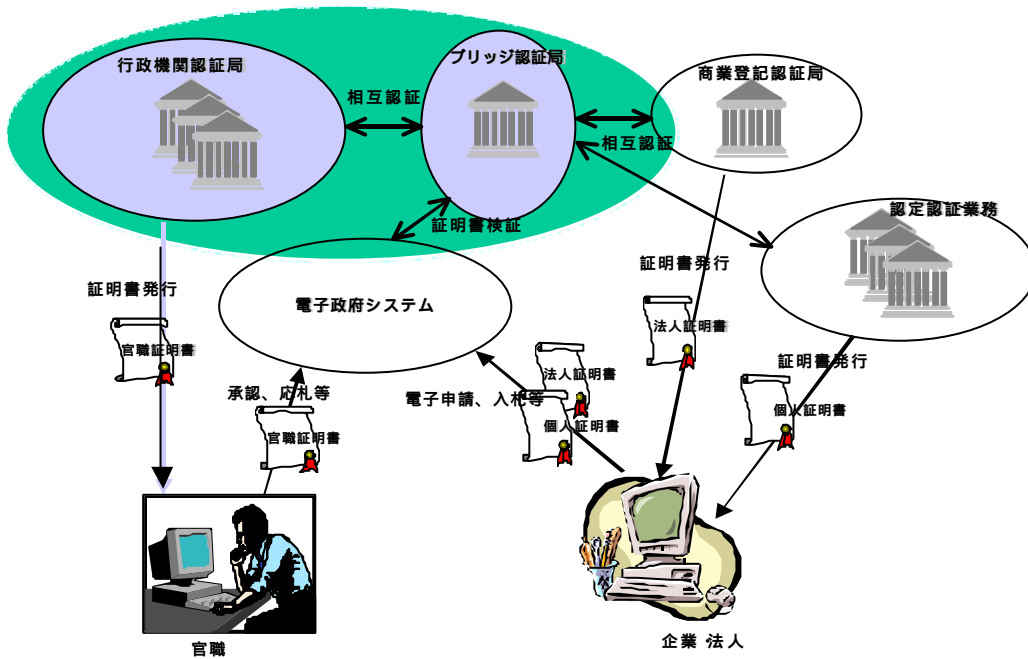 行政機関認証局
ブリッジ認証局
商業登記認証局
相互認証
相互認証
認定認証業務
証明書検証
証明書発行
証明書発行
電子政府システム
官職証明書
法人証明書
証明書発行
法人証明書
承認、応札等
電子申請、入札等
個人証明書
官職証明書
個人証明書
企業 法人
官職